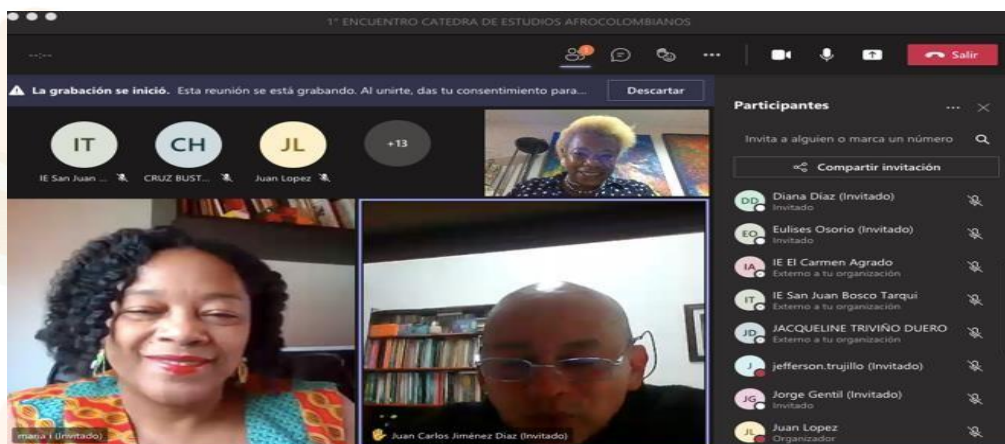 1° ENCUENTRO CATEDRA DE ESTUDIOS AFROCOLOMBIANOS
--:--
1
Salir
La grabación se inició. Esta reunión se está grabando. Al unirte, das tu consentimiento para...
Descartar
IT
CH
JL
+13
IE San Juan ...
CRUZ BUST...
Juan Lopez
maria i (Invitado)
Juan Carlos Jiménez Diaz (Invitado)
Participantes
Invita a alguien o marca un número
Compartir invitación
DD
Diana Díaz (Invitado)
Invitado
EO
Eulises Osorio (Invitado)
Invitado
IA
IE El Carmen Agrado
Externo a tu organización
IT
IE San Juan Bosco Tarqui
Externo a tu organización
JD
JACQUELINE TRIVIÑO DUERO
Externo a tu organización
J
jefferson.trujillo (Invitado)
JG
Jorge Gentil (Invitado)
Invitado
JL
Juan Lopez
Organizador